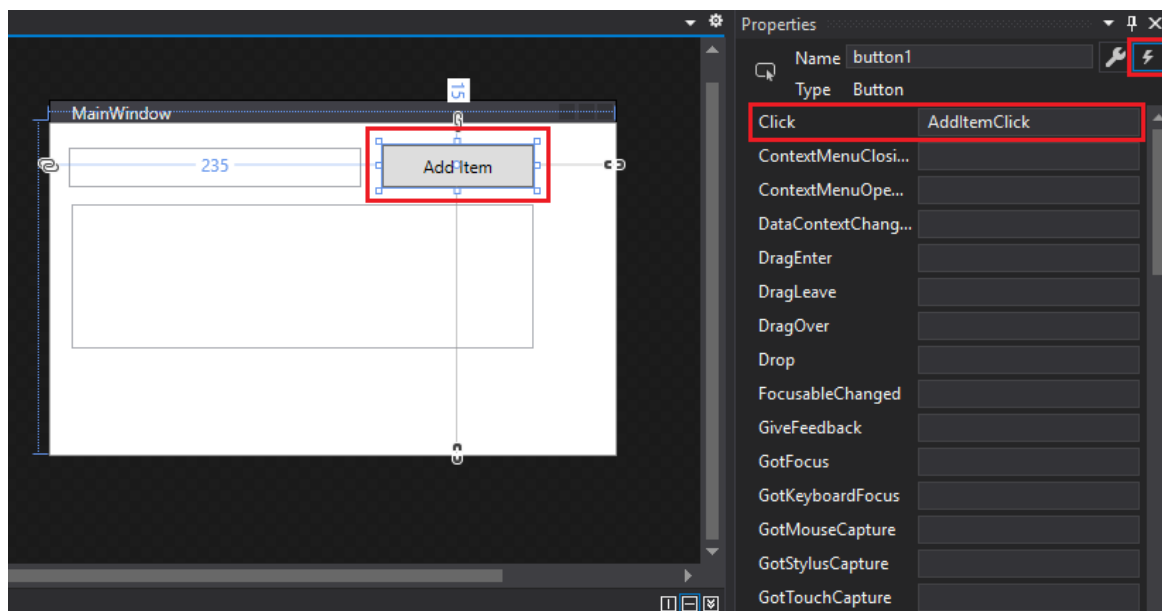 Properties
Name button1
Type Button
15
MainWindow
235
Add Item
Click AddItemClick
ContextMenuClosi...
ContextMenuOpe...
DataContextChang...
DragEnter
DragLeave
DragOver
Drop
FocusableChanged
GiveFeedback
GotFocus
GotKeyboardFocus
GotMouseCapture
GotStylusCapture
GotTouchCapture